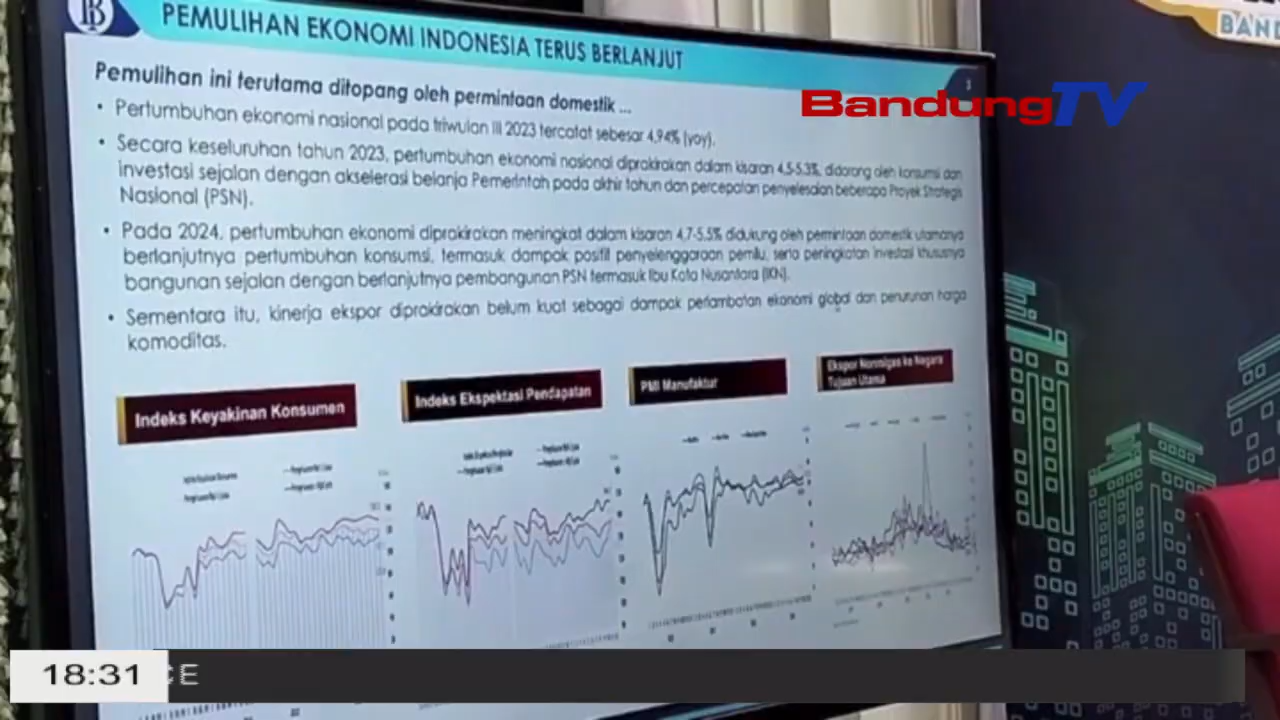 BI
PEMULIHAN EKONOMI INDONESIA TERUS BERLANJUT
BAND
3
BandungTV
Pemulihan ini terutama ditopang oleh permintaan domestik ...
• Pertumbuhan ekonomi nasional pada triwulan III 2023 tercatat sebesar 4,94% (yoy).
• Secara keseluruhan tahun 2023, pertumbuhan ekonomi nasional diprakirakan dalam kisaran 4,5-5,3%, didorong oleh konsumsi dan
investasi sejalan dengan akselerasi belanja Pemerintah pada akhir tahun dan percepatan penyelesaian beberapa Proyek Strategis
Nasional (PSN).
• Pada 2024, pertumbuhan ekonomi diprakirakan meningkat dalam kisaran 4,7-5,5% didukung oleh permintaan domestik utamanya
berlanjutnya pertumbuhan konsumsi, termasuk dampak positif penyelenggaraan pemilu, serta peningkatan investasi khususnya
bangunan sejalan dengan berlanjutnya pembangunan PSN termasuk Ibu Kota Nusantara (IKN).
• Sementara itu, kinerja ekspor diprakirakan belum kuat sebagai dampak perlambatan ekonomi global dan penurunan harga
komoditas.
Indeks Keyakinan Konsumen
Indeks Ekspektasi Pendapatan
PMI Manufaktur
Ekspor Nonmigas ke Negara
Tujuan Utama
18:31
CE